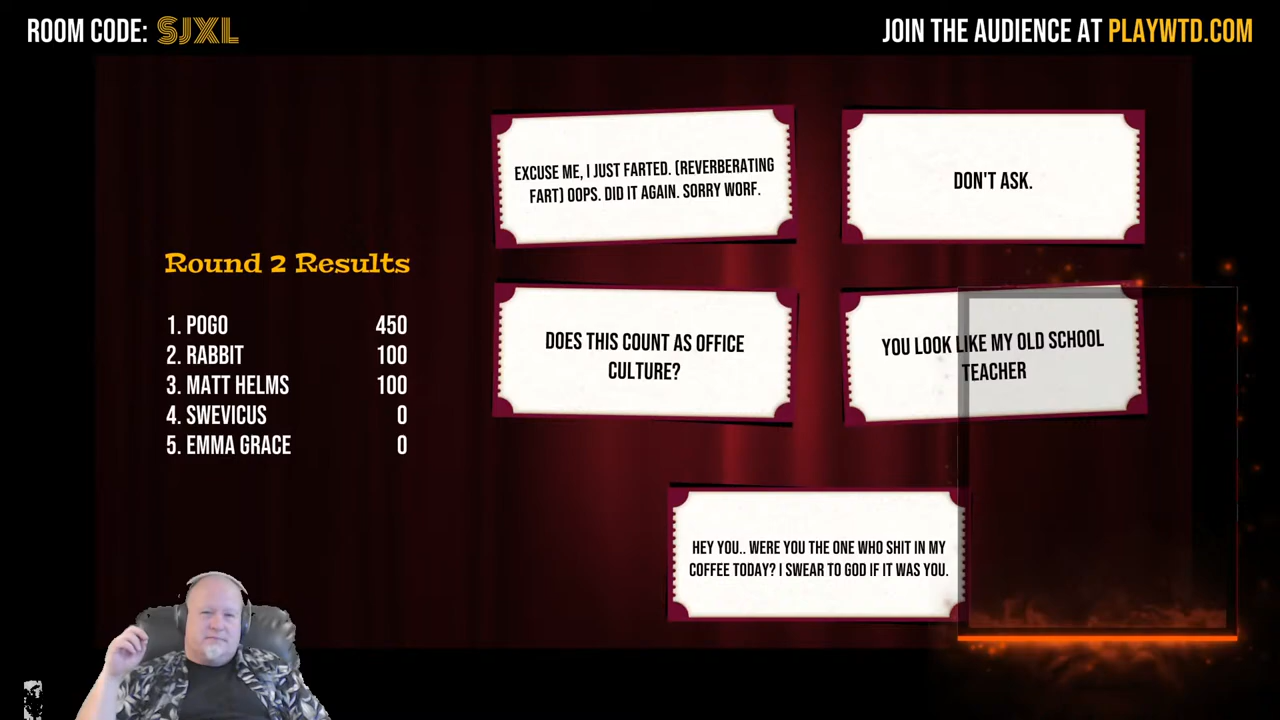 ROOM CODE: SJXL
JOIN THE AUDIENCE AT PLAYWTD.COM
EXCUSE ME, I JUST FARTED. (REVERBERATING
FART) OOPS. DID IT AGAIN. SORRY WORF.
DON'T ASK.
Round 2 Results
1. POGO 450
2. RABBIT 100
3. MATT HELMS 100
4. SWEVICUS 0
5. EMMA GRACE 0
DOES THIS COUNT AS OFFICE
CULTURE?
YOU LOOK LIKE MY OLD SCHOOL
TEACHER
HEY YOU.. WERE YOU THE ONE WHO SHIT IN MY
COFFEE TODAY? I SWEAR TO GOD IF IT WAS YOU.